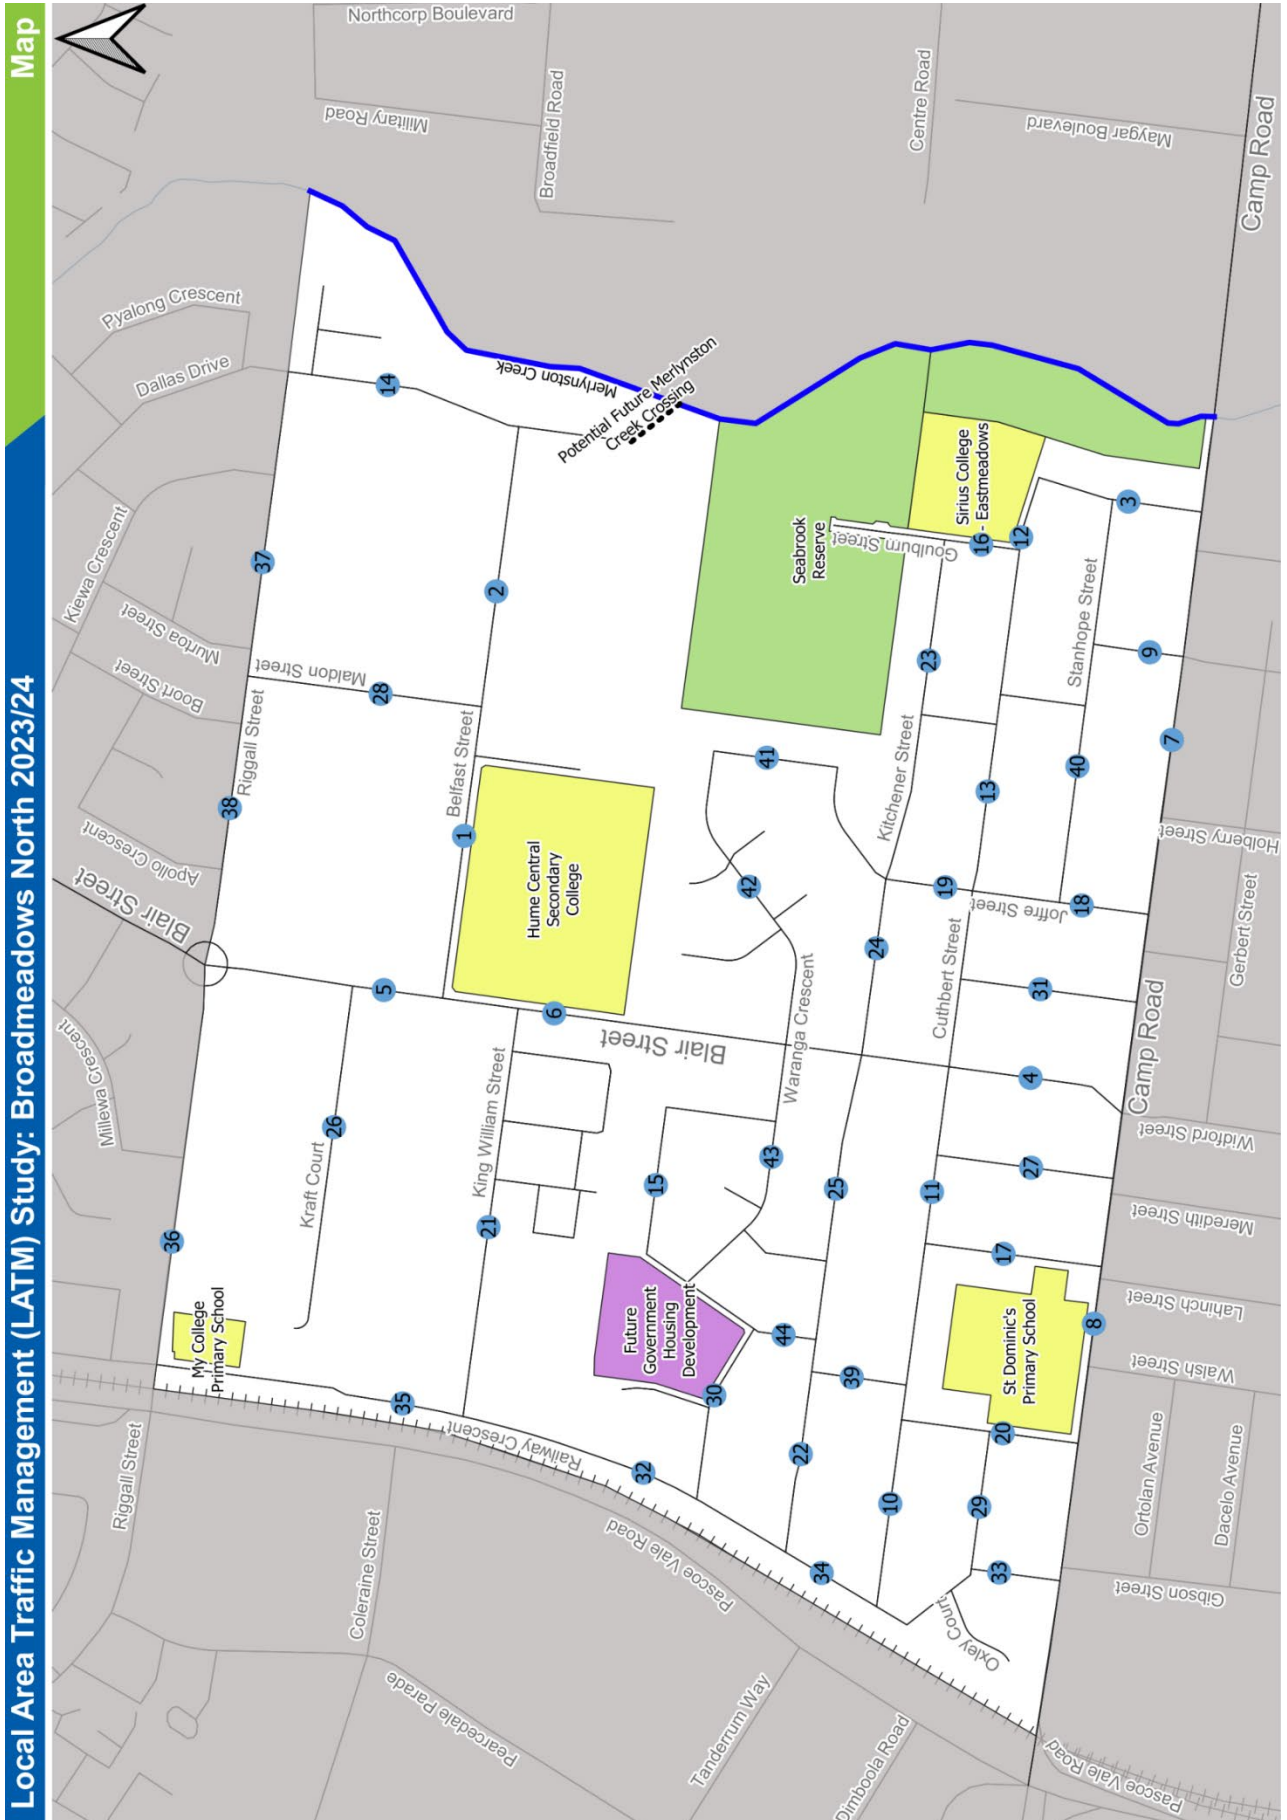 Local Area Traffic Management (LATM) Study: Broadmeadows North 2023/24
Map
Riggall Street
Coleraine Street
Pearcedale Parade
Tanderrum Way
Dimboola Road
Pascoe Vale Road
Pascoe Vale Road
Millewa Crescent
Blair Street
Apollo Crescent
Boort Street
Murtoa Street
Kiewa Crescent
Dallas Drive
Pyalong Crescent
Northcorp Boulevard
Military Road
Broadfield Road
Centre Road
Maygar Boulevard
Camp Road
My College
Primary School
36
38
Riggall Street
37
14
35
Kraft Court
26
5
Maldon Street
28
Merlynston Creek
Potential Future Merlynston
Creek Crossing
Railway Crescent
21
King William Street
6
1
Belfast Street
2
Hume Central
Secondary
College
Blair Street
32
30
Future
Government
Housing
Development
15
43
Waranga Crescent
42
41
Seabrook
Reserve
44
34
22
39
25
24
Kitchener Street
23
Goulburn Street
16
Sirius College
- Eastmeadows
12
10
11
Cuthbert Street
19
13
Joffre Street
18
40
Stanhope Street
3
9
7
Oxley Court
33
29
20
St Dominic's
Primary School
17
27
4
31
8
Camp Road
Gibson Street
Ortolan Avenue
Dacelo Avenue
Walsh Street
Lahinch Street
Meredith Street
Widford Street
Gerbert Street
Holberry Street